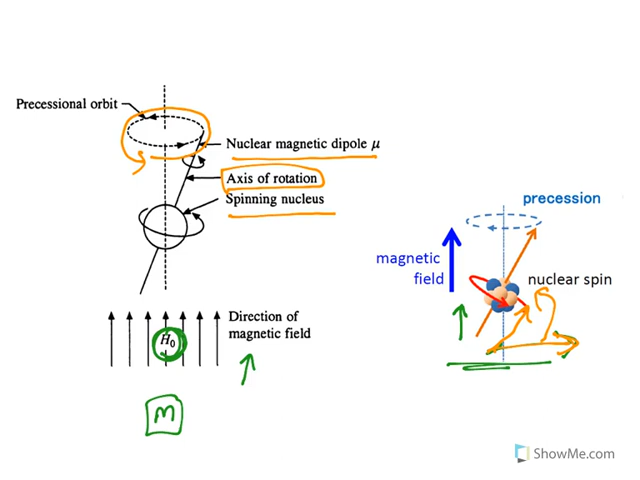 Precessional orbit
Nuclear magnetic dipole μ
Axis of rotation
Spinning nucleus
Direction of
magnetic field
H₀
m
precession
magnetic
field
nuclear spin
ShowMe.com